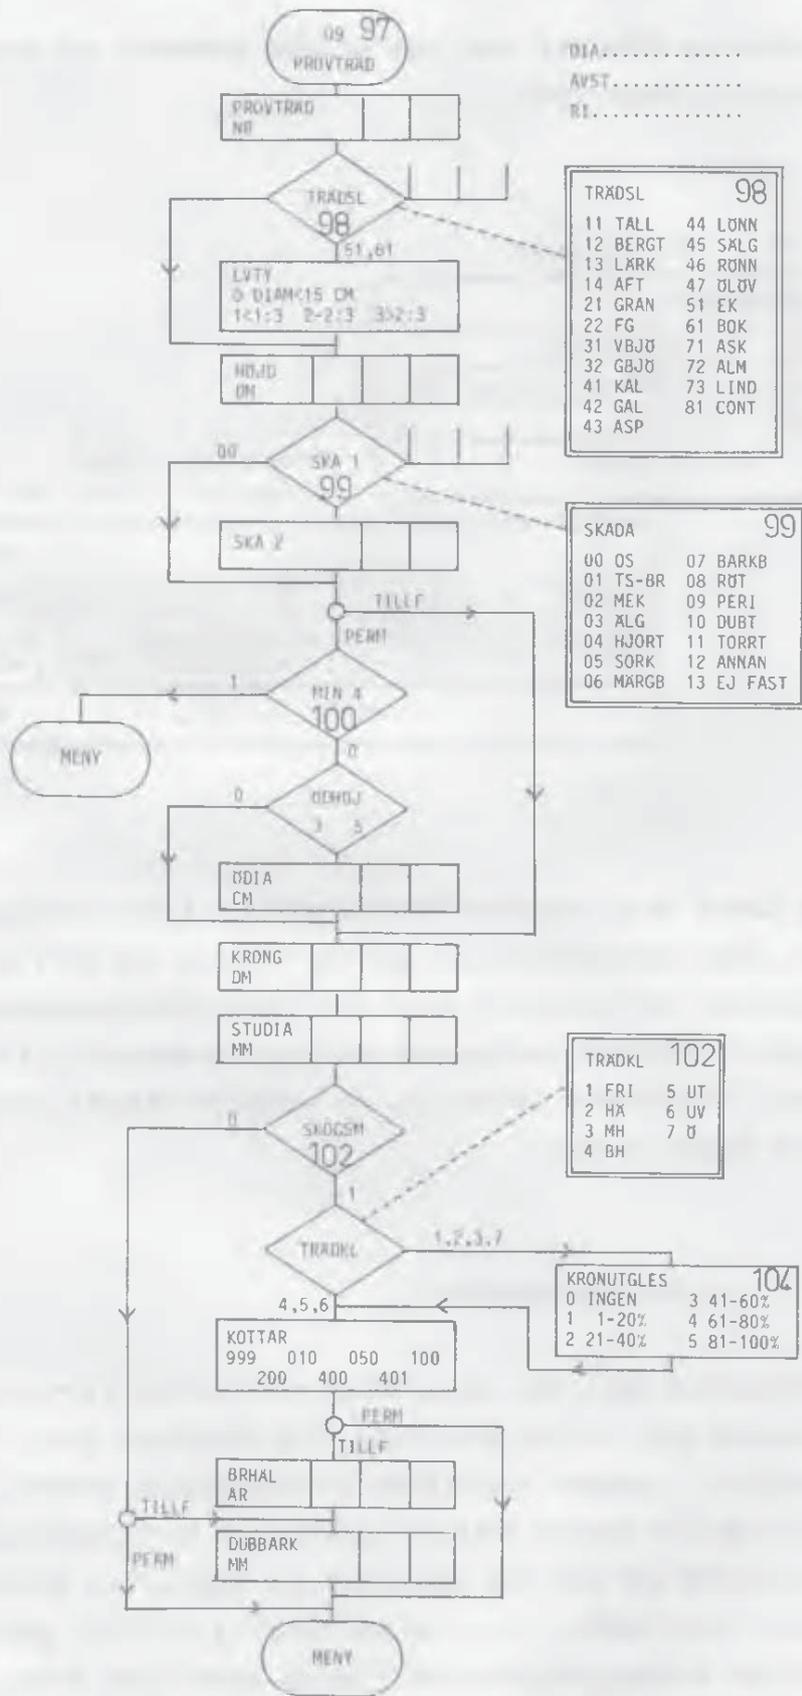 09 97
PROVTRÄD
DIA..............
AVST.............
RI...............
PROVTRÄD
NR
TRÄDSL
98
51,61
LVTY
0 DIAM<15 CM
1<1:3 2-2:3 3>2:3
HÖJD
DM
TRÄDSL 98
11 TALL 44 LÖNN
12 BERGT 45 SÄLG
13 LÄRK 46 RÖNN
14 AFT 47 ÖLÖV
21 GRAN 51 EK
22 FG 61 BOK
31 VBJÖ 71 ASK
32 GBJÖ 72 ALM
41 KAL 73 LIND
42 GAL 81 CONT
43 ASP
00
SKA 1
99
SKA 2
SKADA 99
00 OS 07 BARKB
01 TS-BR 08 RÖT
02 MEK 09 PERI
03 ÄLG 10 DUBT
04 HJORT 11 TORRT
05 SORK 12 ANNAN
06 MÄRGB 13 EJ FAST
TILLF
PERM
1
100
0
MENY
0
3 5
ÖDIA
CM
KRONG
DM
STUDIA
MM
TRÄDKL 102
1 FRI 5 UT
2 HÄ 6 UV
3 MH 7 Ö
4 BH
0
SKOGSM
102
1
TRÄDKL
1,2,3,7
4,5,6
KRONUTGLES 104
0 INGEN 3 41-60%
1 1-20% 4 61-80%
2 21-40% 5 81-100%
KOTTAR
999 010 050 100
200 400 401
PERM
TILLF
BRHÅL
ÅR
TILLF
DUBBARK
MM
PERM
MENY